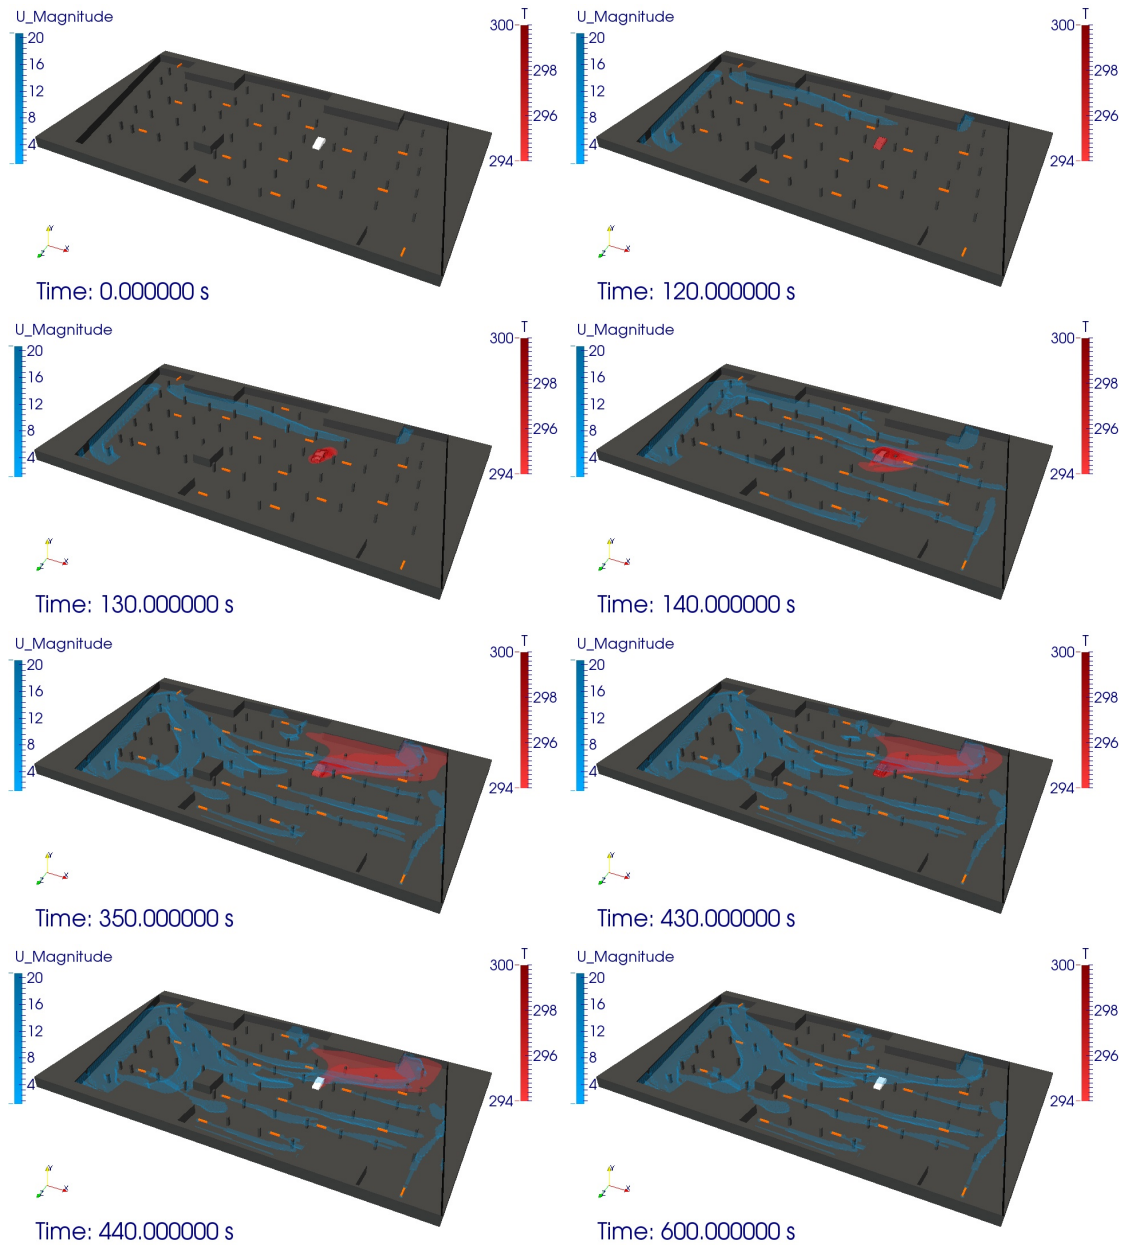 U_Magnitude
T
20
16
12
8
4
300
298
296
294
Y
X
Z
Time: 0.000000 s
U_Magnitude
T
20
16
12
8
4
300
298
296
294
Y
X
Z
Time: 120.000000 s
U_Magnitude
T
20
16
12
8
4
300
298
296
294
Y
X
Z
Time: 130.000000 s
U_Magnitude
T
20
16
12
8
4
300
298
296
294
Y
X
Z
Time: 140.000000 s
U_Magnitude
T
20
16
12
8
4
300
298
296
294
Y
X
Z
Time: 350.000000 s
U_Magnitude
T
20
16
12
8
4
300
298
296
294
Y
X
Z
Time: 430.000000 s
U_Magnitude
T
20
16
12
8
4
300
298
296
294
Y
X
Z
Time: 440.000000 s
U_Magnitude
T
20
16
12
8
4
300
298
296
294
Y
X
Z
Time: 600.000000 s